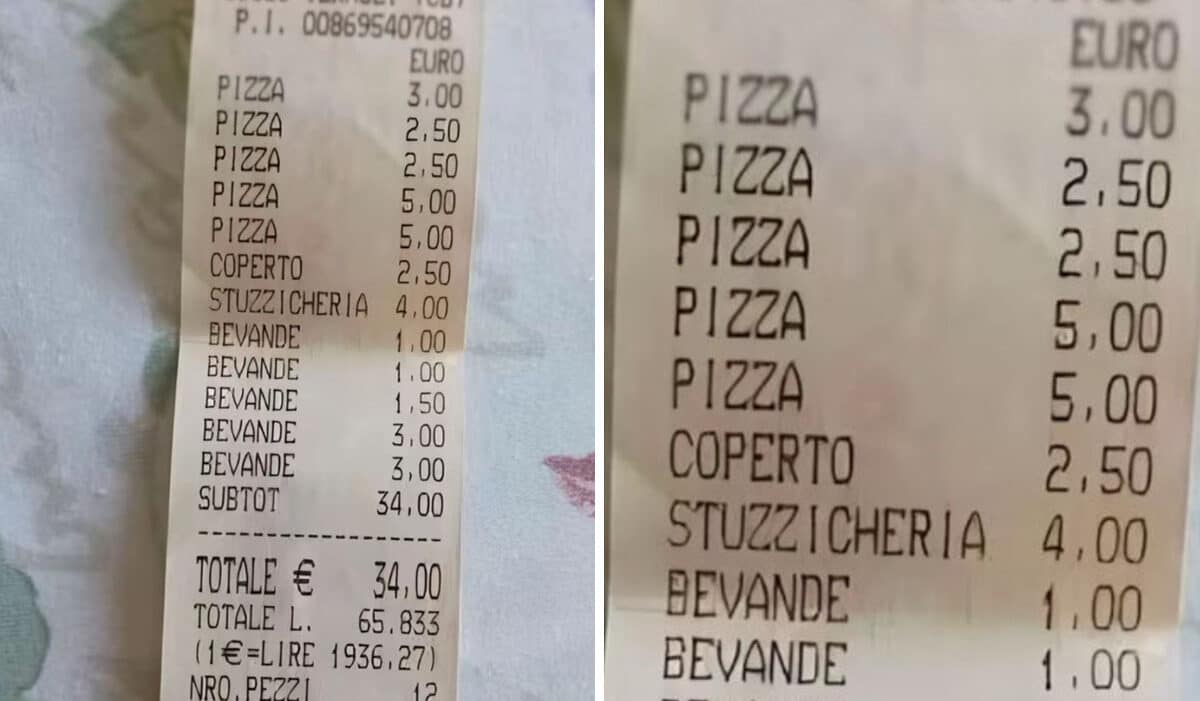 P.I. 00869540708
EURO
PIZZA 3.00
PIZZA 2,50
PIZZA 2,50
PIZZA 5,00
PIZZA 5,00
COPERTO 2,50
STUZZICHERIA 4,00
BEVANDE 1,00
BEVANDE 1,00
BEVANDE 1,50
BEVANDE 3,00
BEVANDE 3,00
SUBTOT 34,00
--------------------
TOTALE € 34,00
TOTALE L. 65.833
(1€=LIRE 1936,27)
NRO.PEZZI 12
EURO
PIZZA 3.00
PIZZA 2,50
PIZZA 2,50
PIZZA 5,00
PIZZA 5,00
COPERTO 2,50
STUZZICHERIA 4,00
BEVANDE 1,00
BEVANDE 1,00